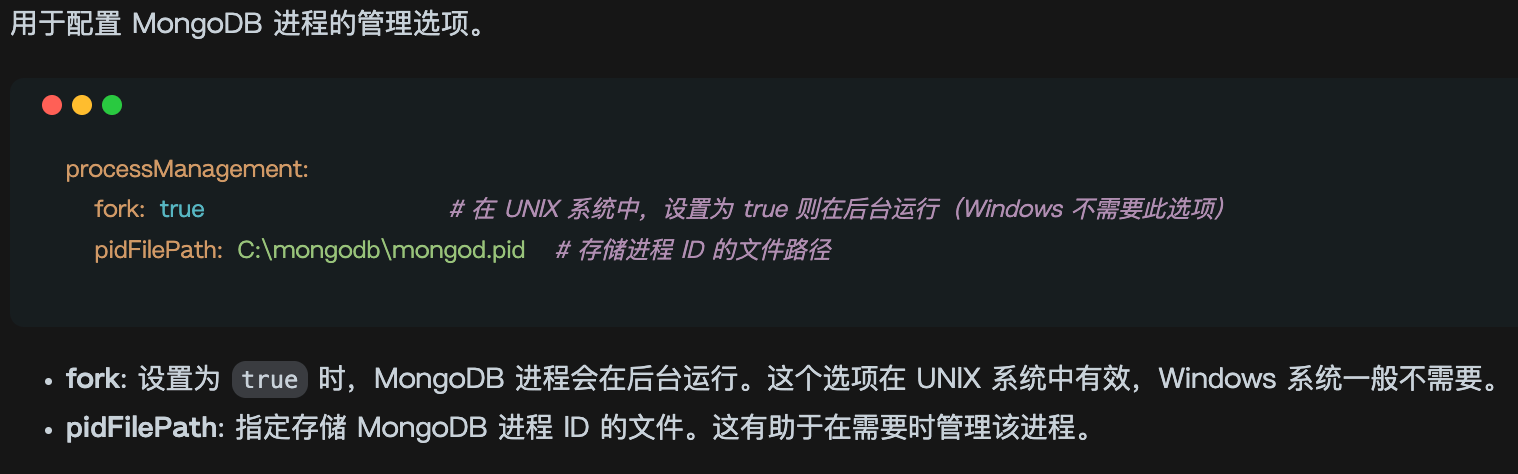 用于配置 MongoDB 进程的管理选项。
processManagement:
fork: true # 在 UNIX 系统中，设置为 true 则在后台运行（Windows 不需要此选项）
pidFilePath: C:\mongodb\mongod.pid # 存储进程 ID 的文件路径
• fork: 设置为 true 时，MongoDB 进程会在后台运行。这个选项在 UNIX 系统中有效，Windows 系统一般不需要。
• pidFilePath: 指定存储 MongoDB 进程 ID 的文件。这有助于在需要时管理该进程。